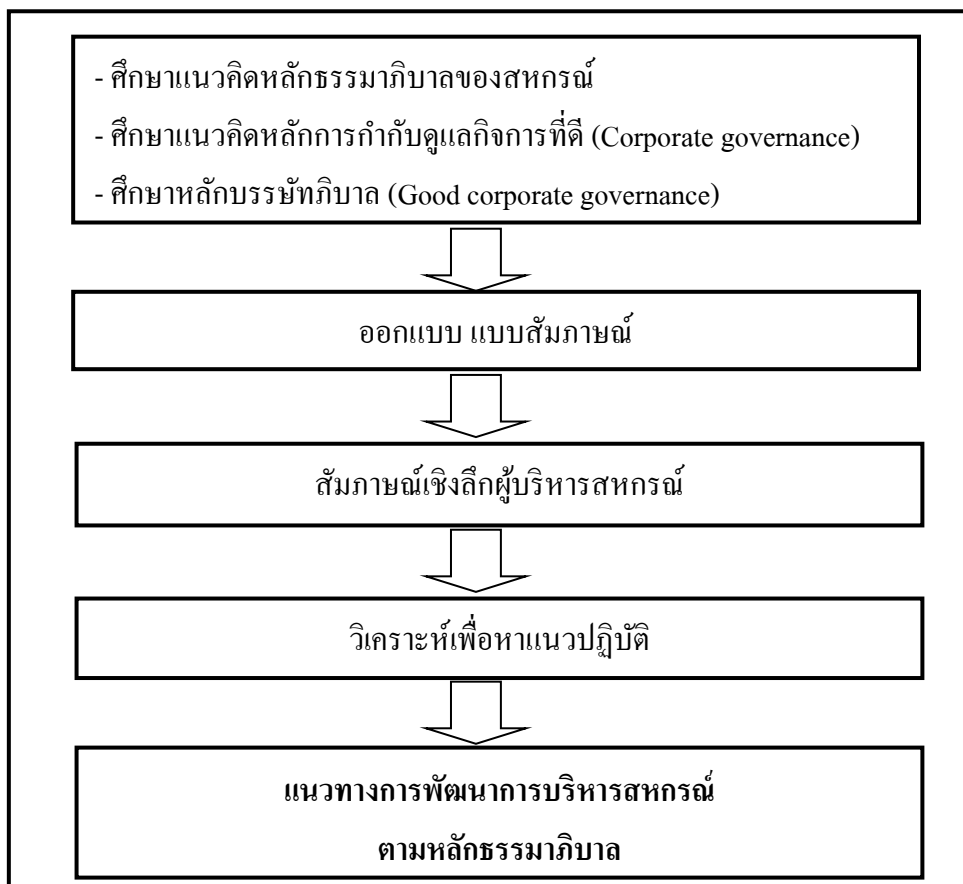 - ศึกษาแนวคิดหลักธรรมาภิบาลของสหกรณ์
- ศึกษาแนวคิดหลักการกำกับดูแลกิจการที่ดี (Corporate governance)
- ศึกษาหลักบรรษัทภิบาล (Good corporate governance)
ออกแบบ แบบสัมภาษณ์
สัมภาษณ์เชิงลึกผู้บริหารสหกรณ์
วิเคราะห์เพื่อหาแนวปฏิบัติ
แนวทางการพัฒนาการบริหารสหกรณ์
ตามหลักธรรมาภิบาล